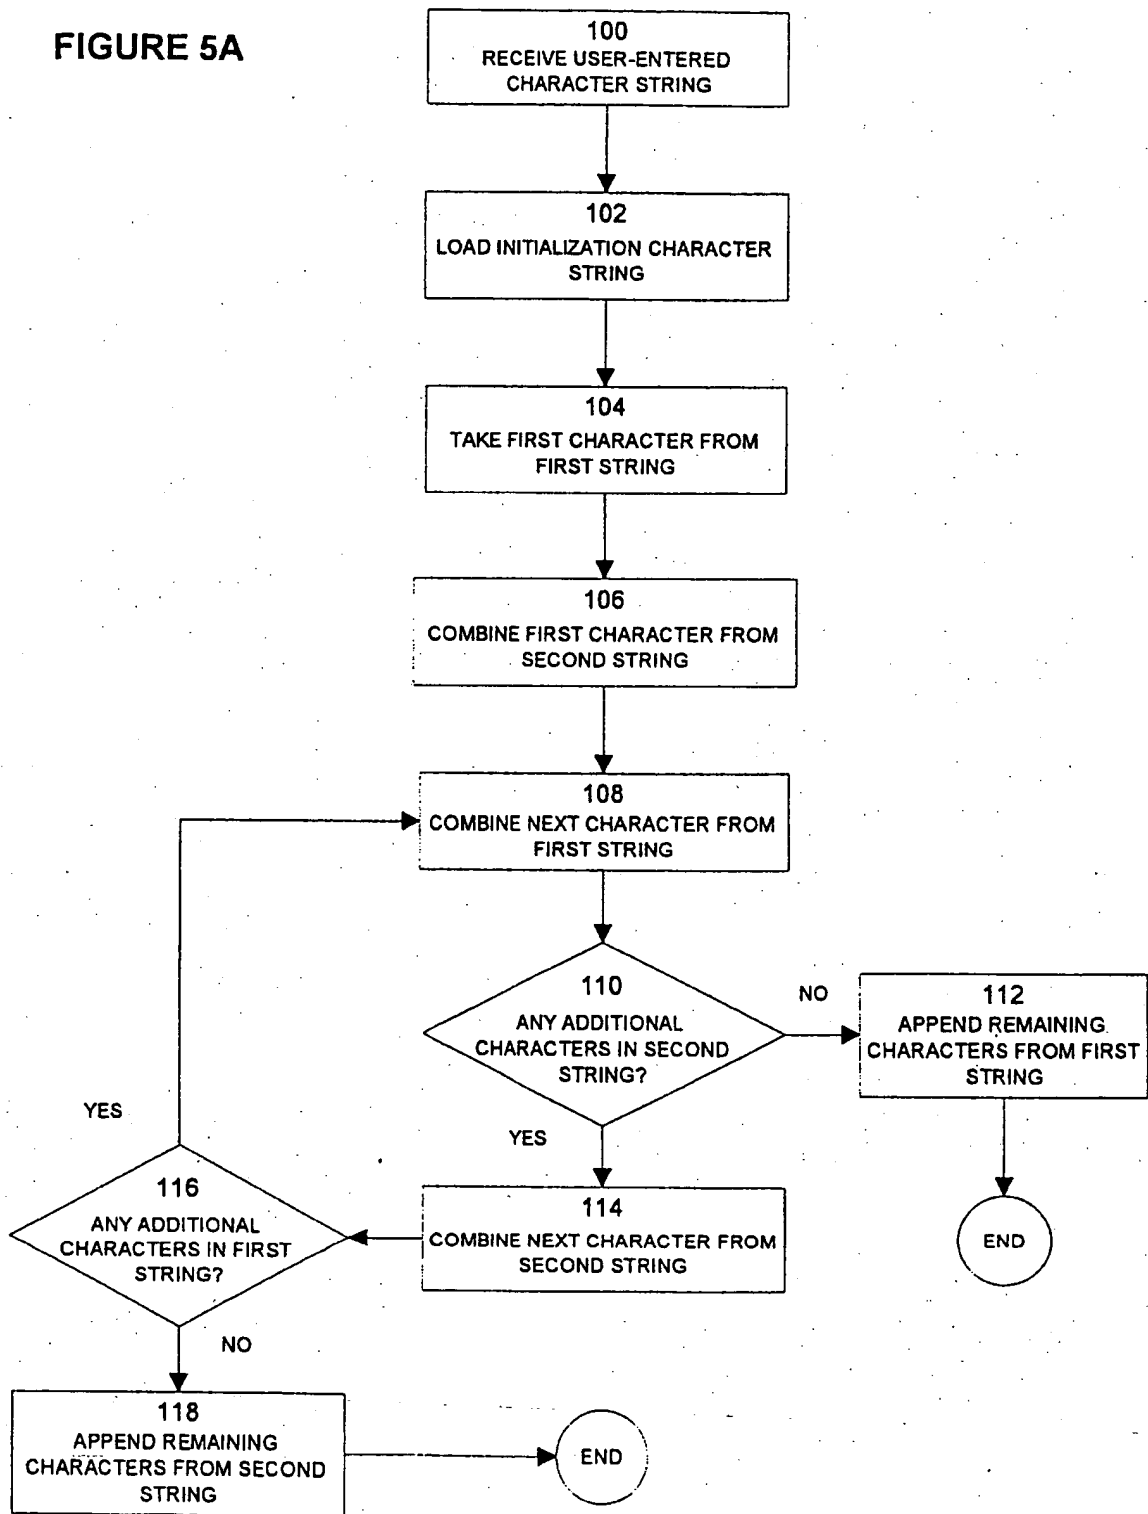 FIGURE 5A
100
RECEIVE USER-ENTERED
CHARACTER STRING
102
LOAD INITIALIZATION CHARACTER
STRING
104
TAKE FIRST CHARACTER FROM
FIRST STRING
106
COMBINE FIRST CHARACTER FROM
SECOND STRING
108
COMBINE NEXT CHARACTER FROM
FIRST STRING
110
ANY ADDITIONAL
CHARACTERS IN SECOND
STRING?
NO
112
APPEND REMAINING
CHARACTERS FROM FIRST
STRING
END
YES
114
COMBINE NEXT CHARACTER FROM
SECOND STRING
YES
116
ANY ADDITIONAL
CHARACTERS IN FIRST
STRING?
NO
118
APPEND REMAINING
CHARACTERS FROM SECOND
STRING
END